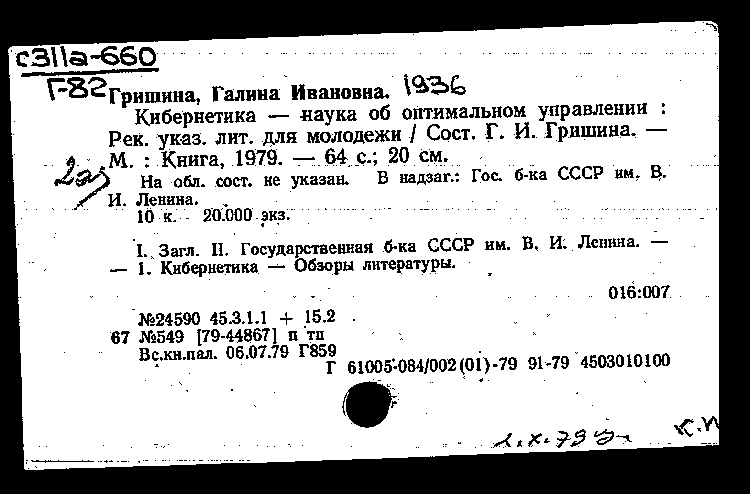 с311а-660
Г-82 Гришина, Галина Ивановна. 1936
Кибернетика — наука об оптимальном управлении :
Рек. указ. лит. для молодежи / Сост. Г. И. Гришина. —
М. : Книга, 1979. — 64 с.; 20 см.
На обл. сост. не указан. В надзаг.: Гос. б-ка СССР им. В.
И. Ленина.
10 к. 20.000 экз.
I. Загл. II. Государственная б-ка СССР им. В. И. Ленина. —
— 1. Кибернетика — Обзоры литературы.
016:007
№24590 45.3.1.1 + 15.2
67 №549 [79-44867] п тп
Вс.кн.пал. 06.07.79 Г859
Г 61005-084/002(01)-79 91-79 4503010100